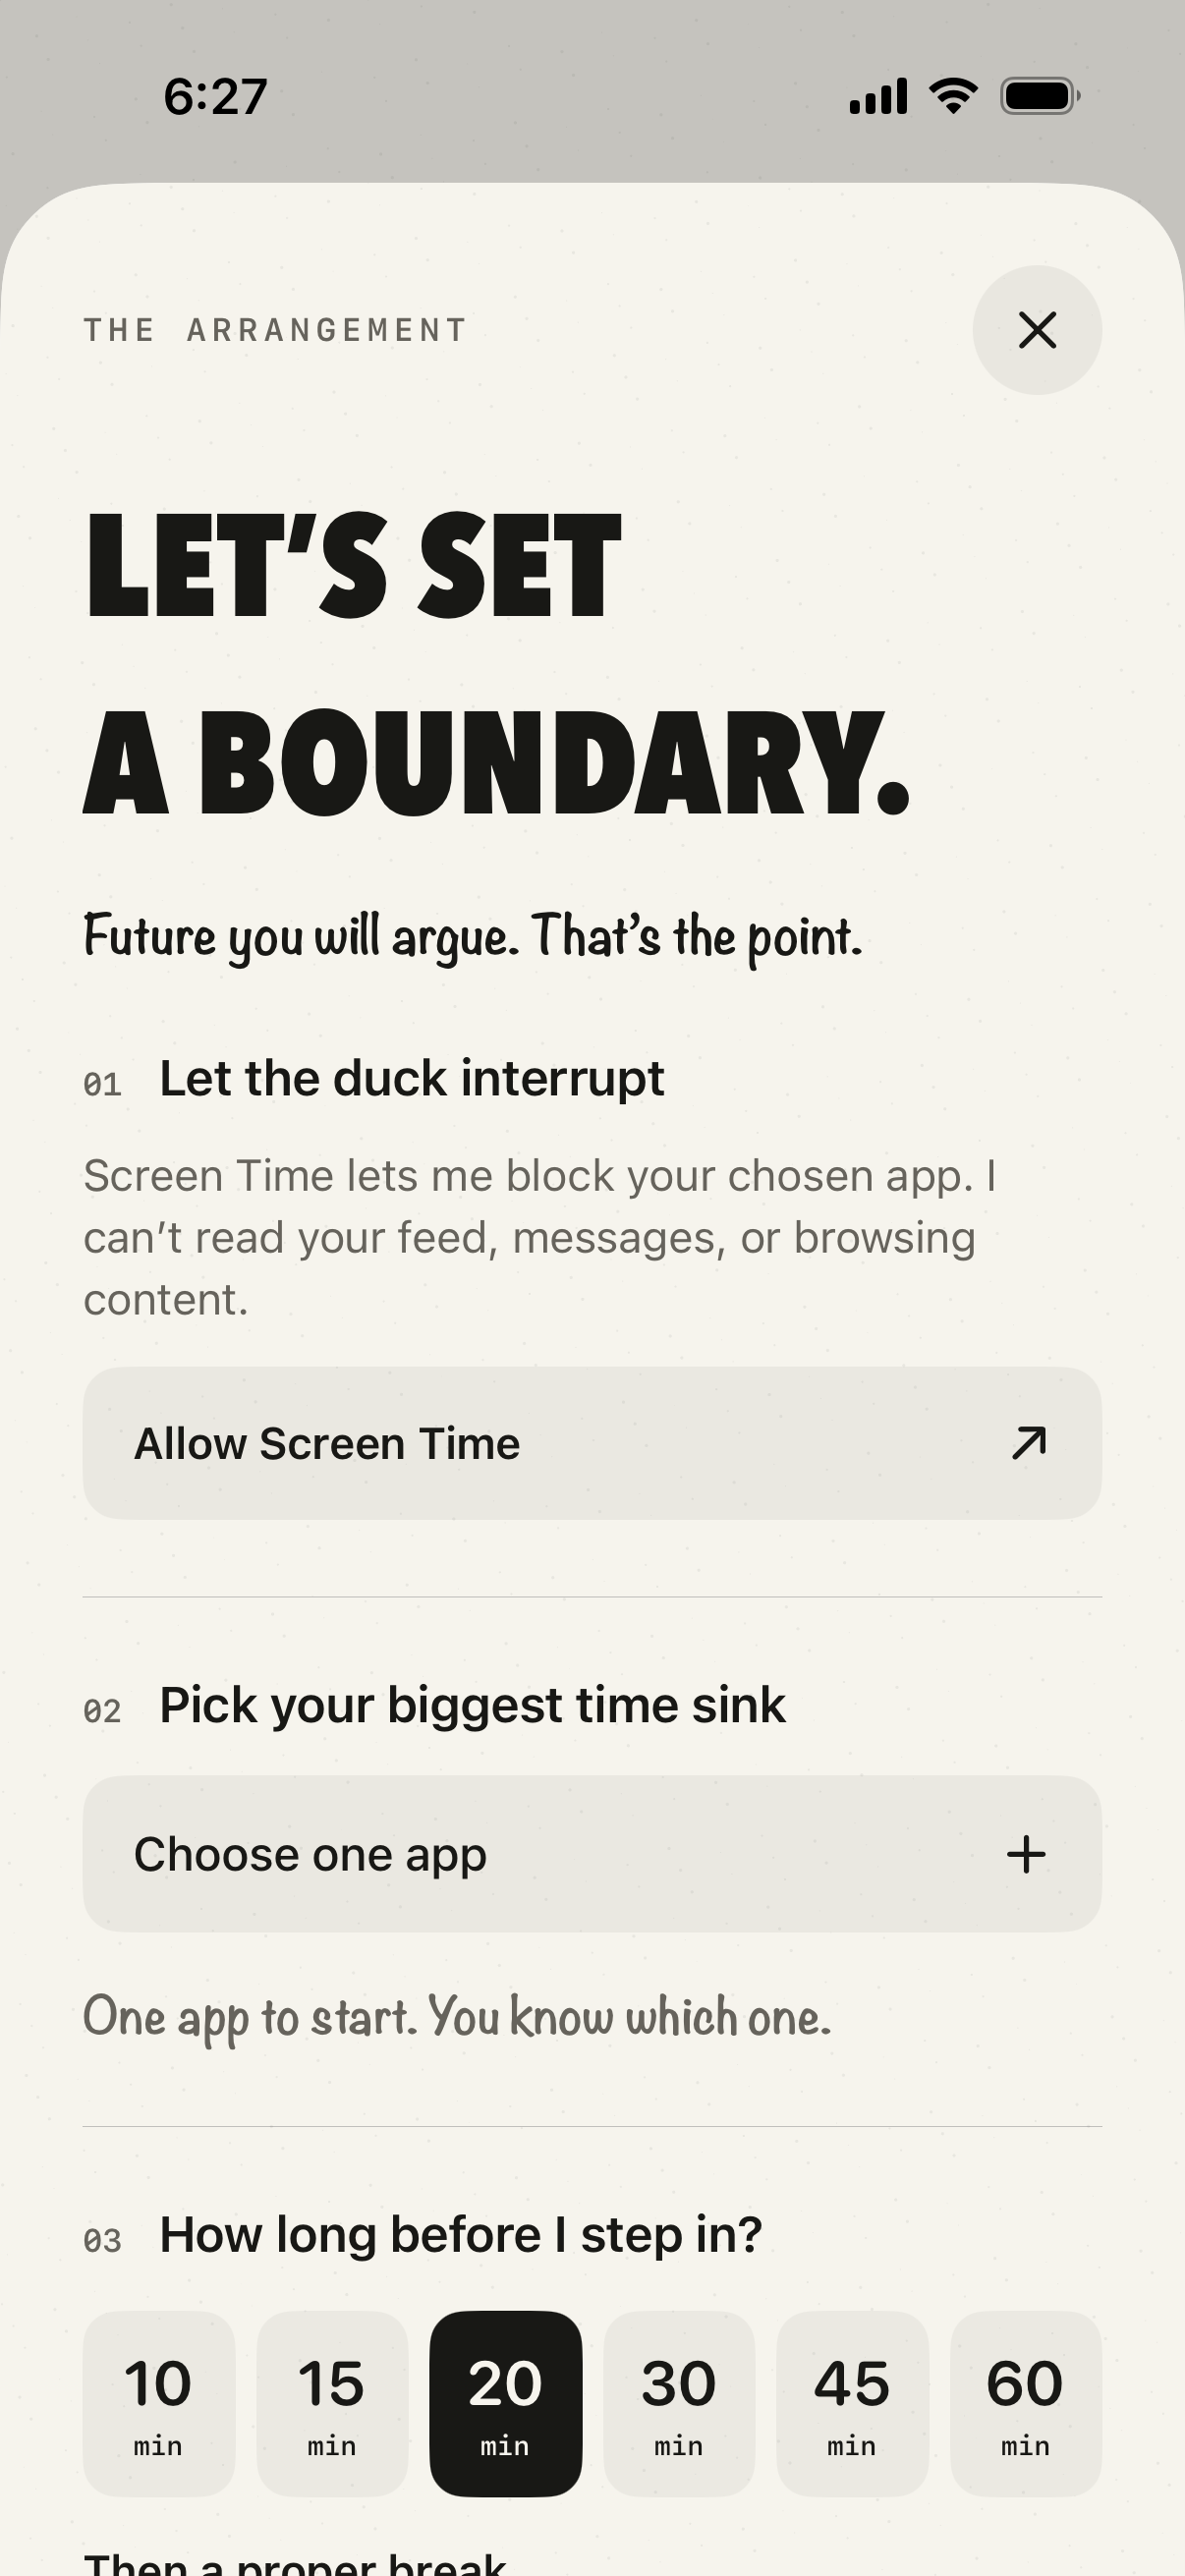 6:27
THE ARRANGEMENT
LET’S SET
A BOUNDARY.
Future you will argue. That’s the point.
01 Let the duck interrupt
Screen Time lets me block your chosen app. I
can’t read your feed, messages, or browsing
content.
Allow Screen Time
02 Pick your biggest time sink
Choose one app
One app to start. You know which one.
03 How long before I step in?
10 15 20 30 45 60
min min min min min min
Then a proper break